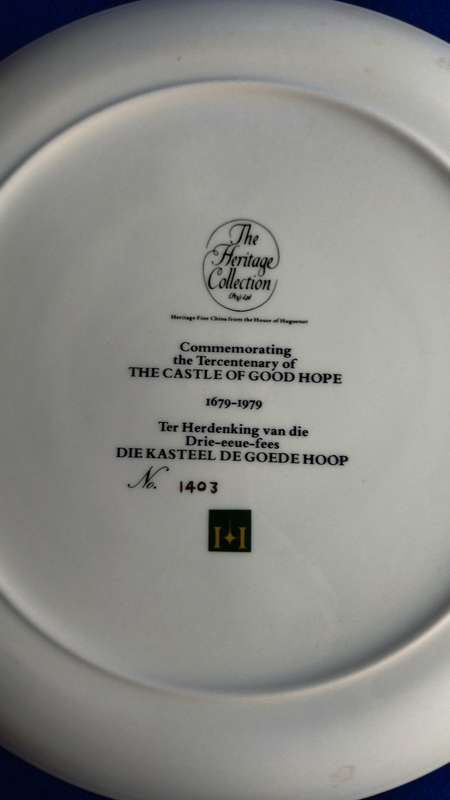 The
Heritage
Collection
(Pty) Ltd
Heritage Fine China from the House of Huguenot
Commemorating
the Tercentenary of
THE CASTLE OF GOOD HOPE
1679-1979
Ter Herdenking van die
Drie-eeue-fees
DIE KASTEEL DE GOEDE HOOP
No. 1403
H